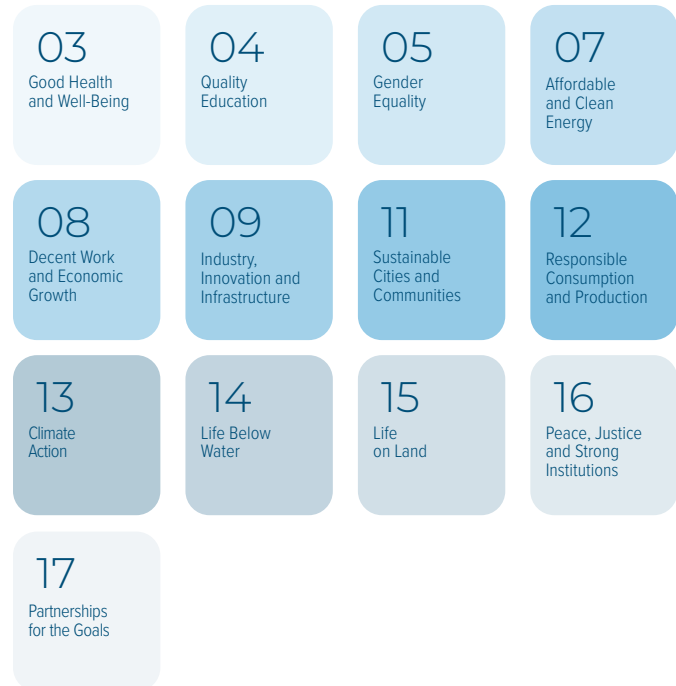 03
Good Health
and Well-Being
04
Quality
Education
05
Gender
Equality
07
Affordable
and Clean
Energy
08
Decent Work
and Economic
Growth
09
Industry,
Innovation and
Infrastructure
11
Sustainable
Cities and
Communities
12
Responsible
Consumption
and Production
13
Climate
Action
14
Life Below
Water
15
Life
on Land
16
Peace, Justice
and Strong
Institutions
17
Partnerships
for the Goals